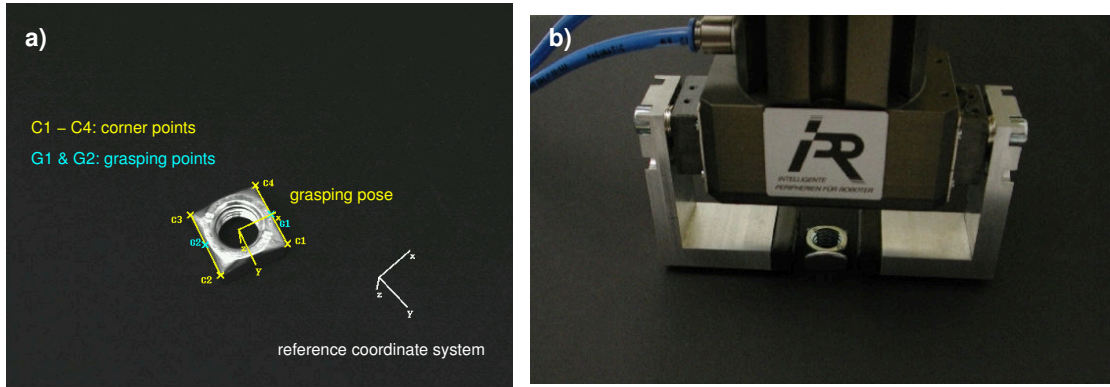 a)
C1 – C4: corner points
G1 & G2: grasping points
C4
grasping pose
C3
x
G1
G2
z
C1
Y
C2
x
z
Y
reference coordinate system
b)
iPR
INTELLIGENTE
PERIPHERIEN FÜR ROBOTER